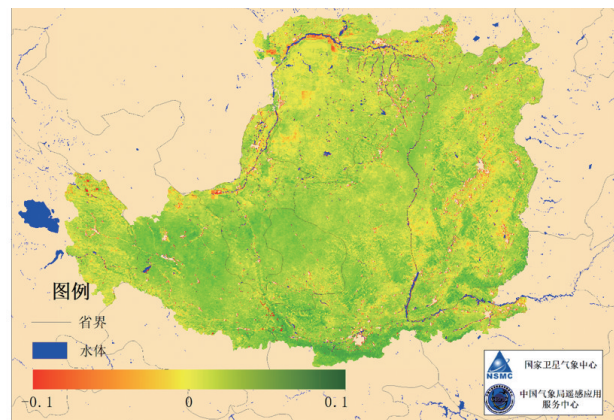 图例
省界
水体
-0.1 0 0.1
NSMC
国家卫星气象中心
中国气象局遥感应用
服务中心